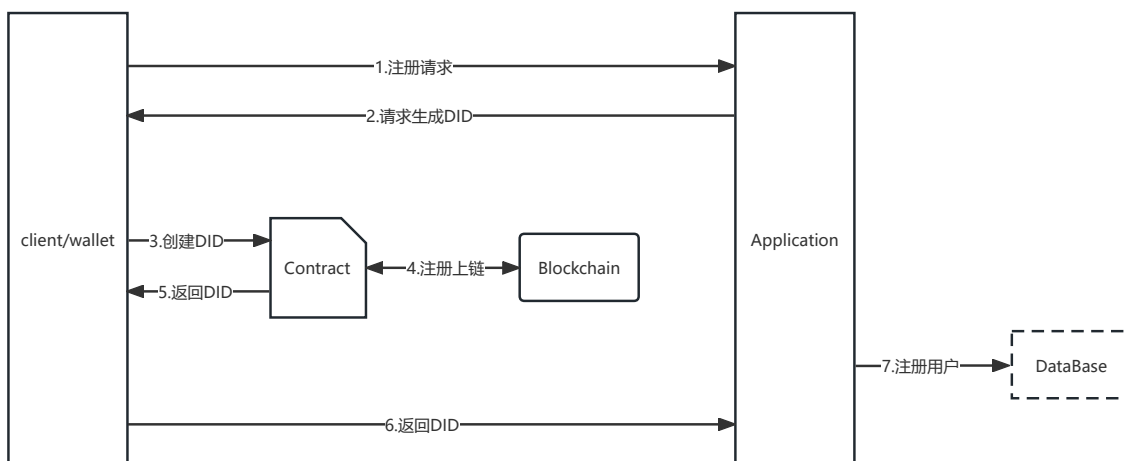 1.注册请求
2.请求生成DID
client/wallet
3.创建DID
Contract
4.注册上链
Blockchain
Application
5.返回DID
7.注册用户
DataBase
6.返回DID